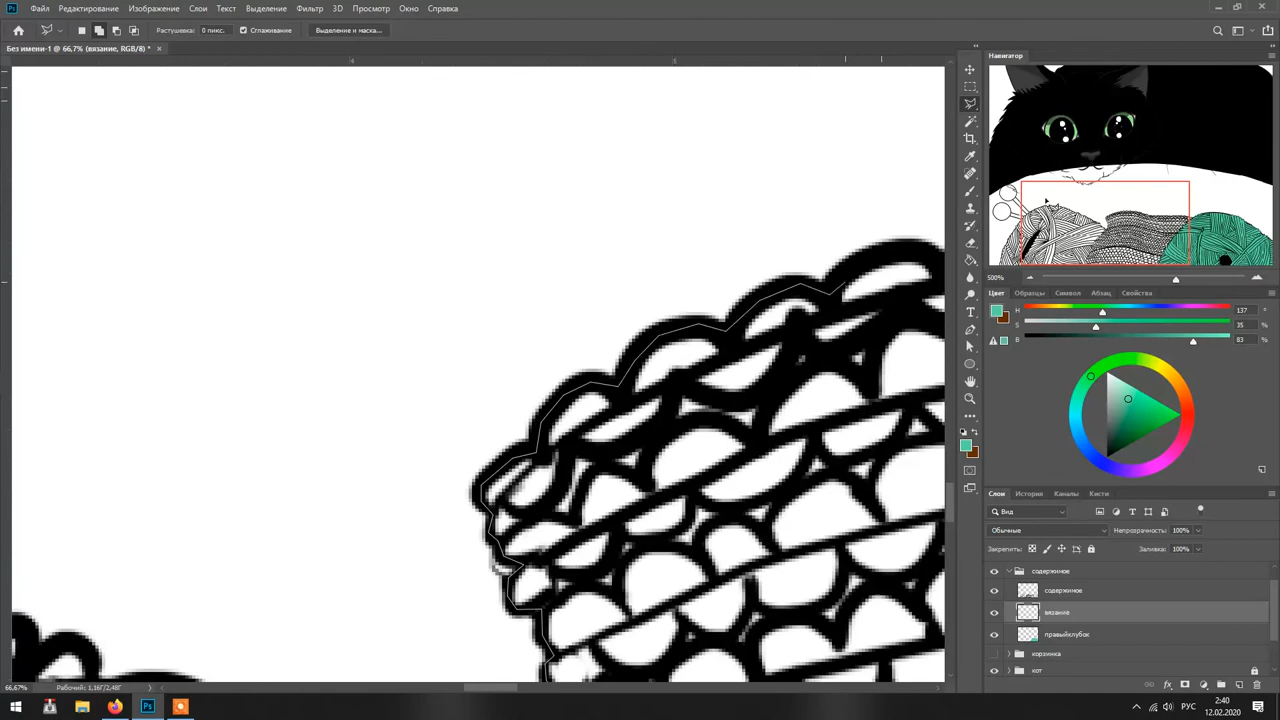 Файл Редактирование Изображение Слои Текст Выделение Фильтр 3D Просмотр Окно Справка
Растушевка: 0 пикс. Сглаживание Выделение и маска...
Без имени-1 @ 66,7% (вязание, RGB/8) *
4
5
Навигатор
500%
Цвет Образцы Символ Абзац Свойства
H 137 °
S 35 %
B 83 %
Слои История Каналы Кисти
Вид
Обычные Непрозрачность: 100%
Закрепить: Заливка: 100%
содержимое
содержимое
вязание
правыйклубок
корзинка
кот
66,67% Рабочий: 1,16Г/2,48Г
РУС 2:40
12.02.2020